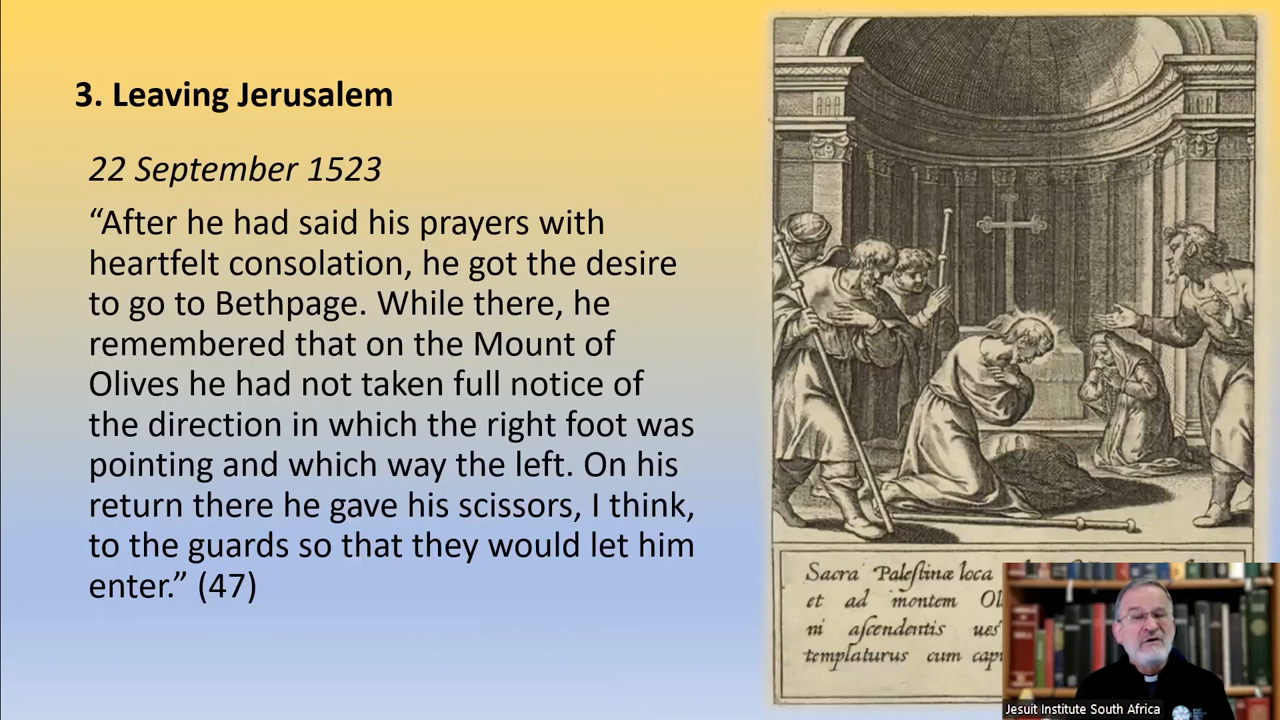 3. Leaving Jerusalem
22 September 1523
“After he had said his prayers with
heartfelt consolation, he got the desire
to go to Bethpage. While there, he
remembered that on the Mount of
Olives he had not taken full notice of
the direction in which the right foot was
pointing and which way the left. On his
return there he gave his scissors, I think,
to the guards so that they would let him
enter.” (47)
Sacra Palestinæ loca
et ad montem
ni ascendentis
templaturus cum
Jesuit Institute South Africa